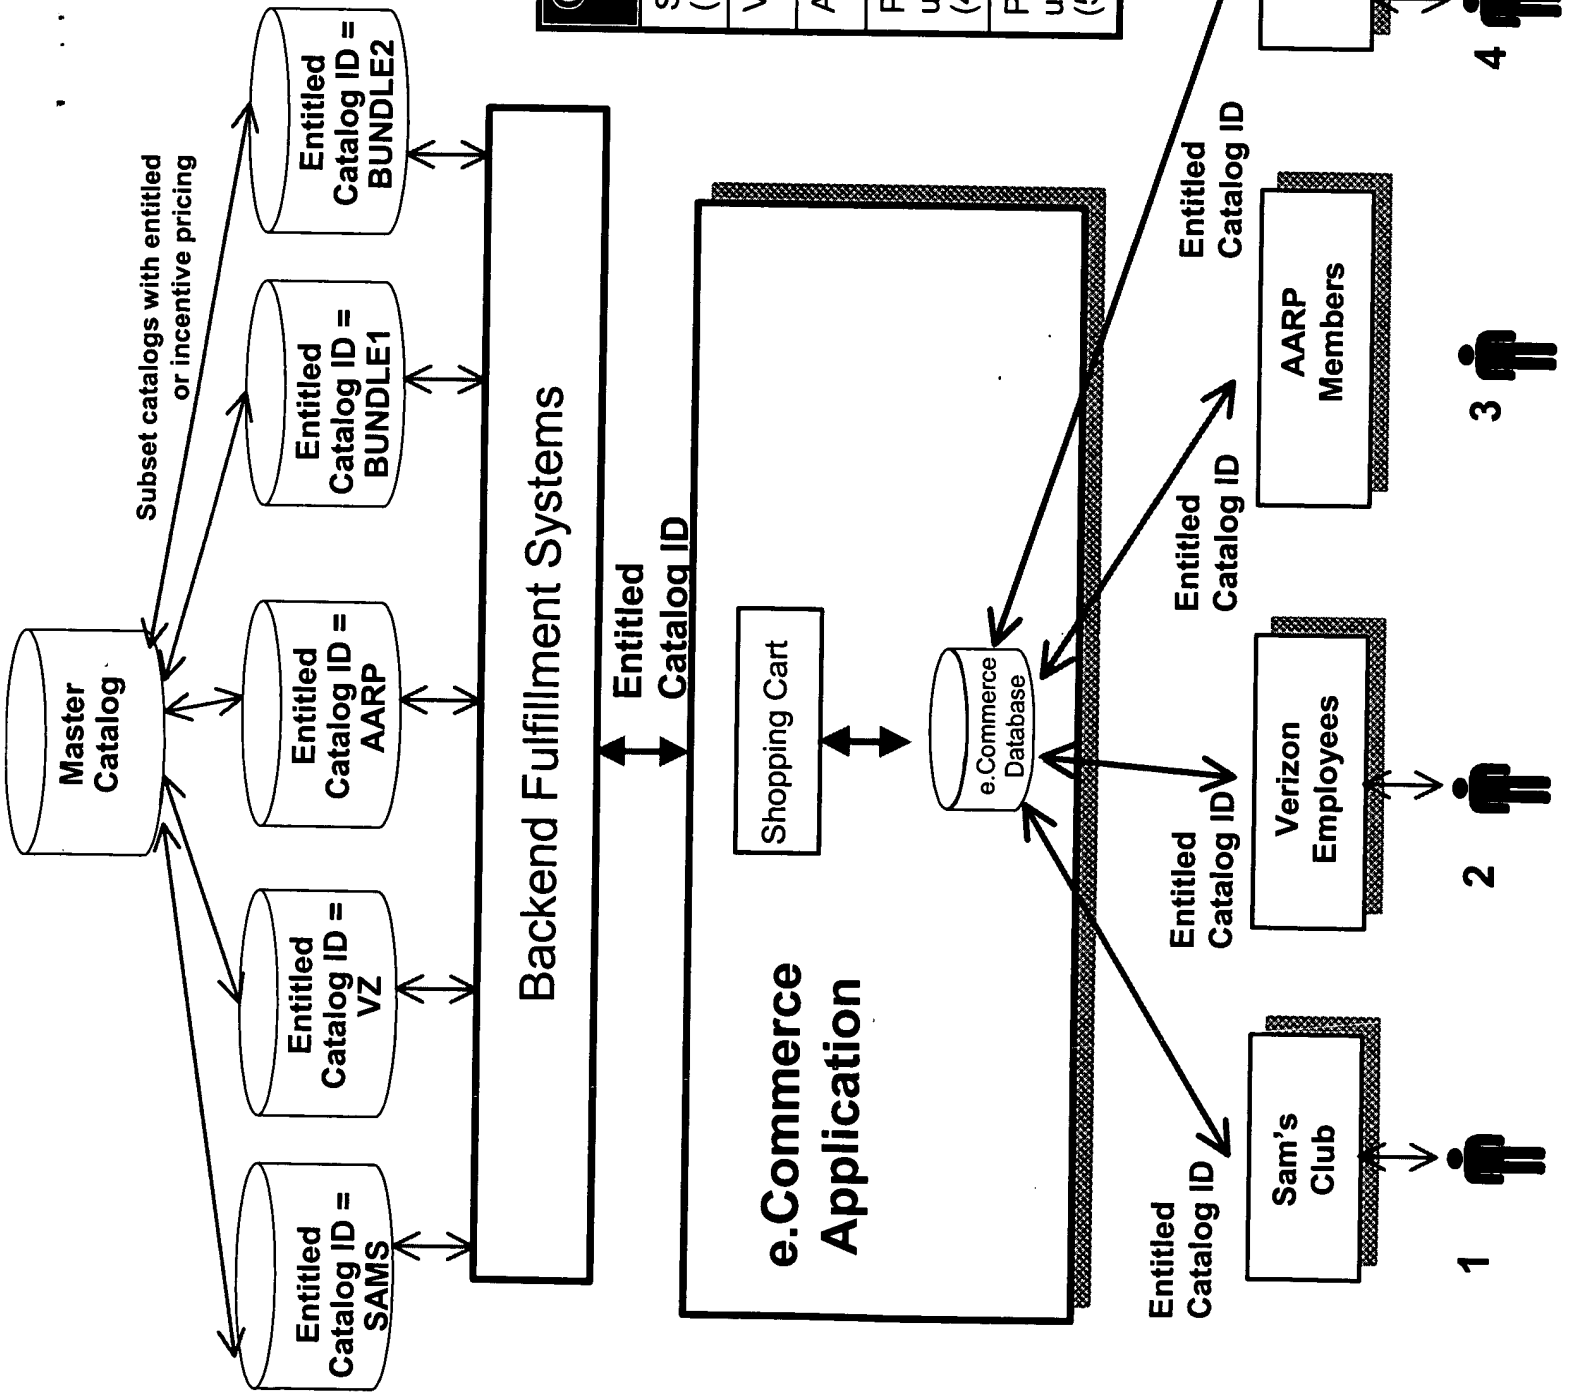 Master
Catalog
Subset catalogs with entitled
or incentive pricing
Entitled
Catalog ID =
SAMS
Entitled
Catalog ID =
VZ
Entitled
Catalog ID =
AARP
Entitled
Catalog ID =
BUNDLE1
Entitled
Catalog ID =
BUNDLE2
Backend Fulfillment Systems
Entitled
Catalog ID
e.Commerce
Application
Shopping Cart
e.Commerce
Database
Entitled
Catalog ID
Entitled
Catalog ID
Entitled
Catalog ID
Entitled
Catalog ID
Sam's
Club
Verizon
Employees
AARP
Members
1
2
3
4